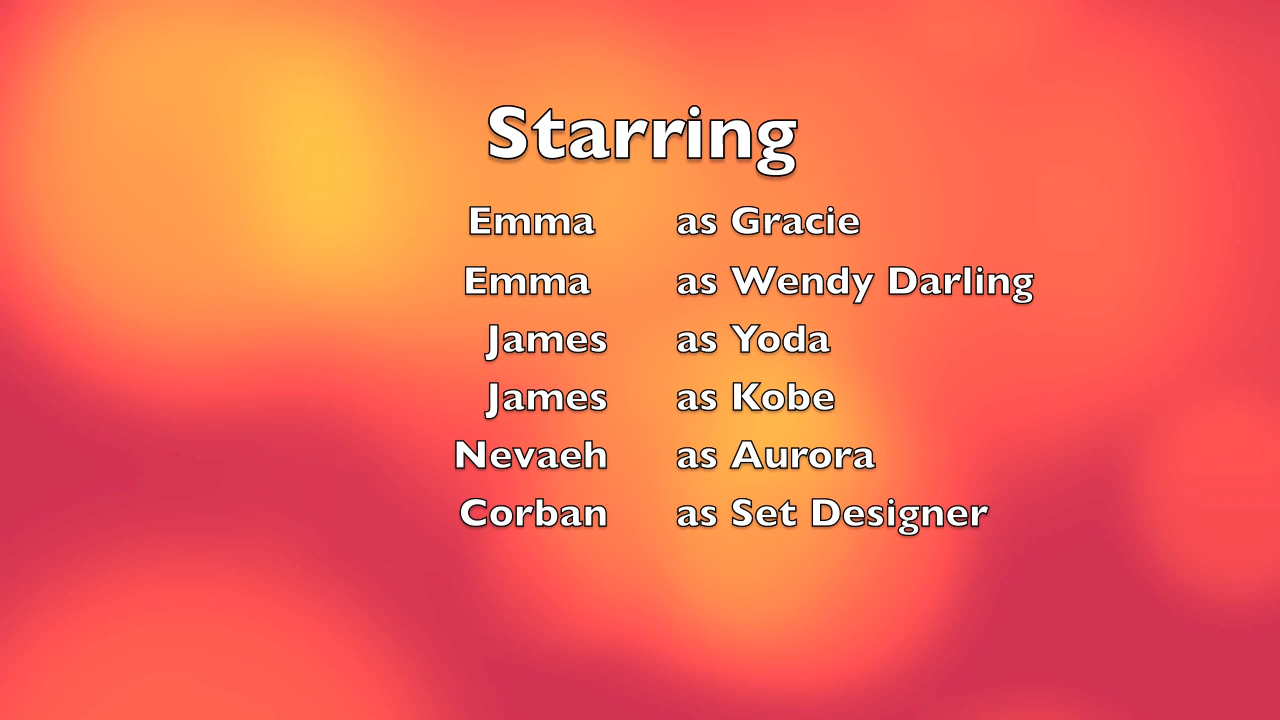 Starring
Emma as Gracie
Emma as Wendy Darling
James as Yoda
James as Kobe
Nevaeh as Aurora
Corban as Set Designer